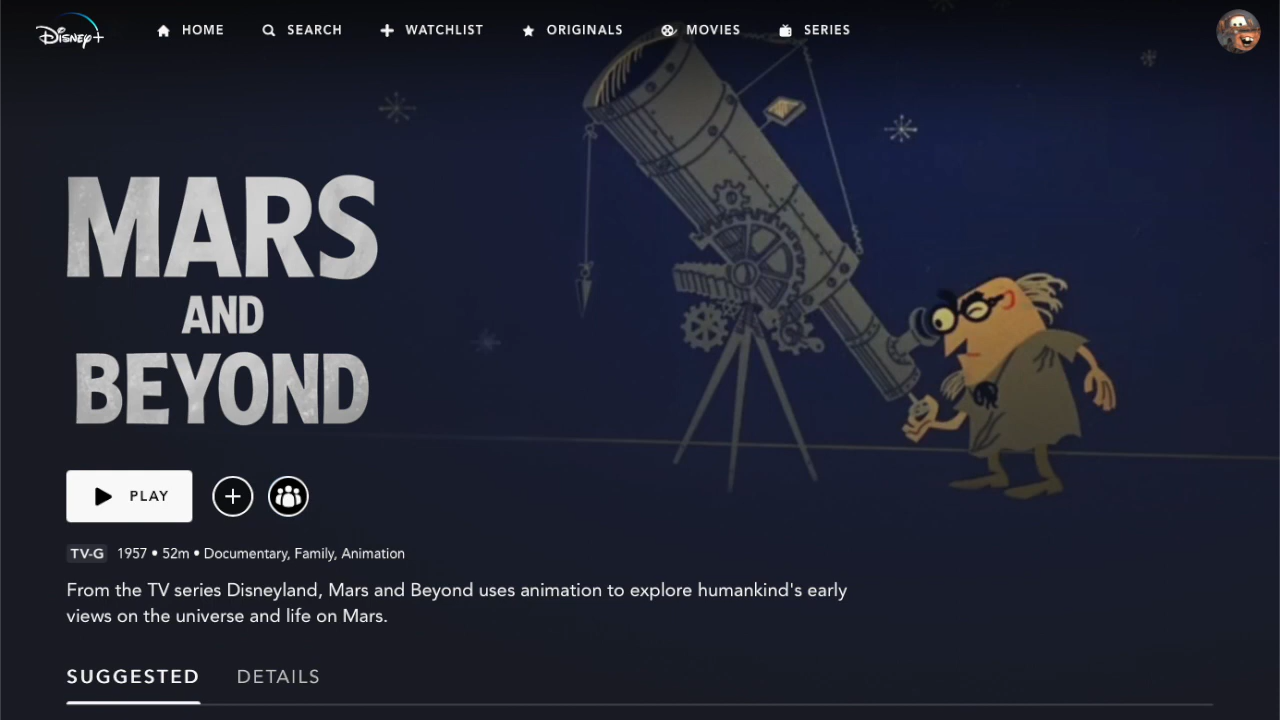 Disney+ HOME SEARCH WATCHLIST ORIGINALS MOVIES SERIES
MARS
AND
BEYOND
PLAY
TV-G 1957 • 52m • Documentary, Family, Animation
From the TV series Disneyland, Mars and Beyond uses animation to explore humankind's early
views on the universe and life on Mars.
SUGGESTED DETAILS